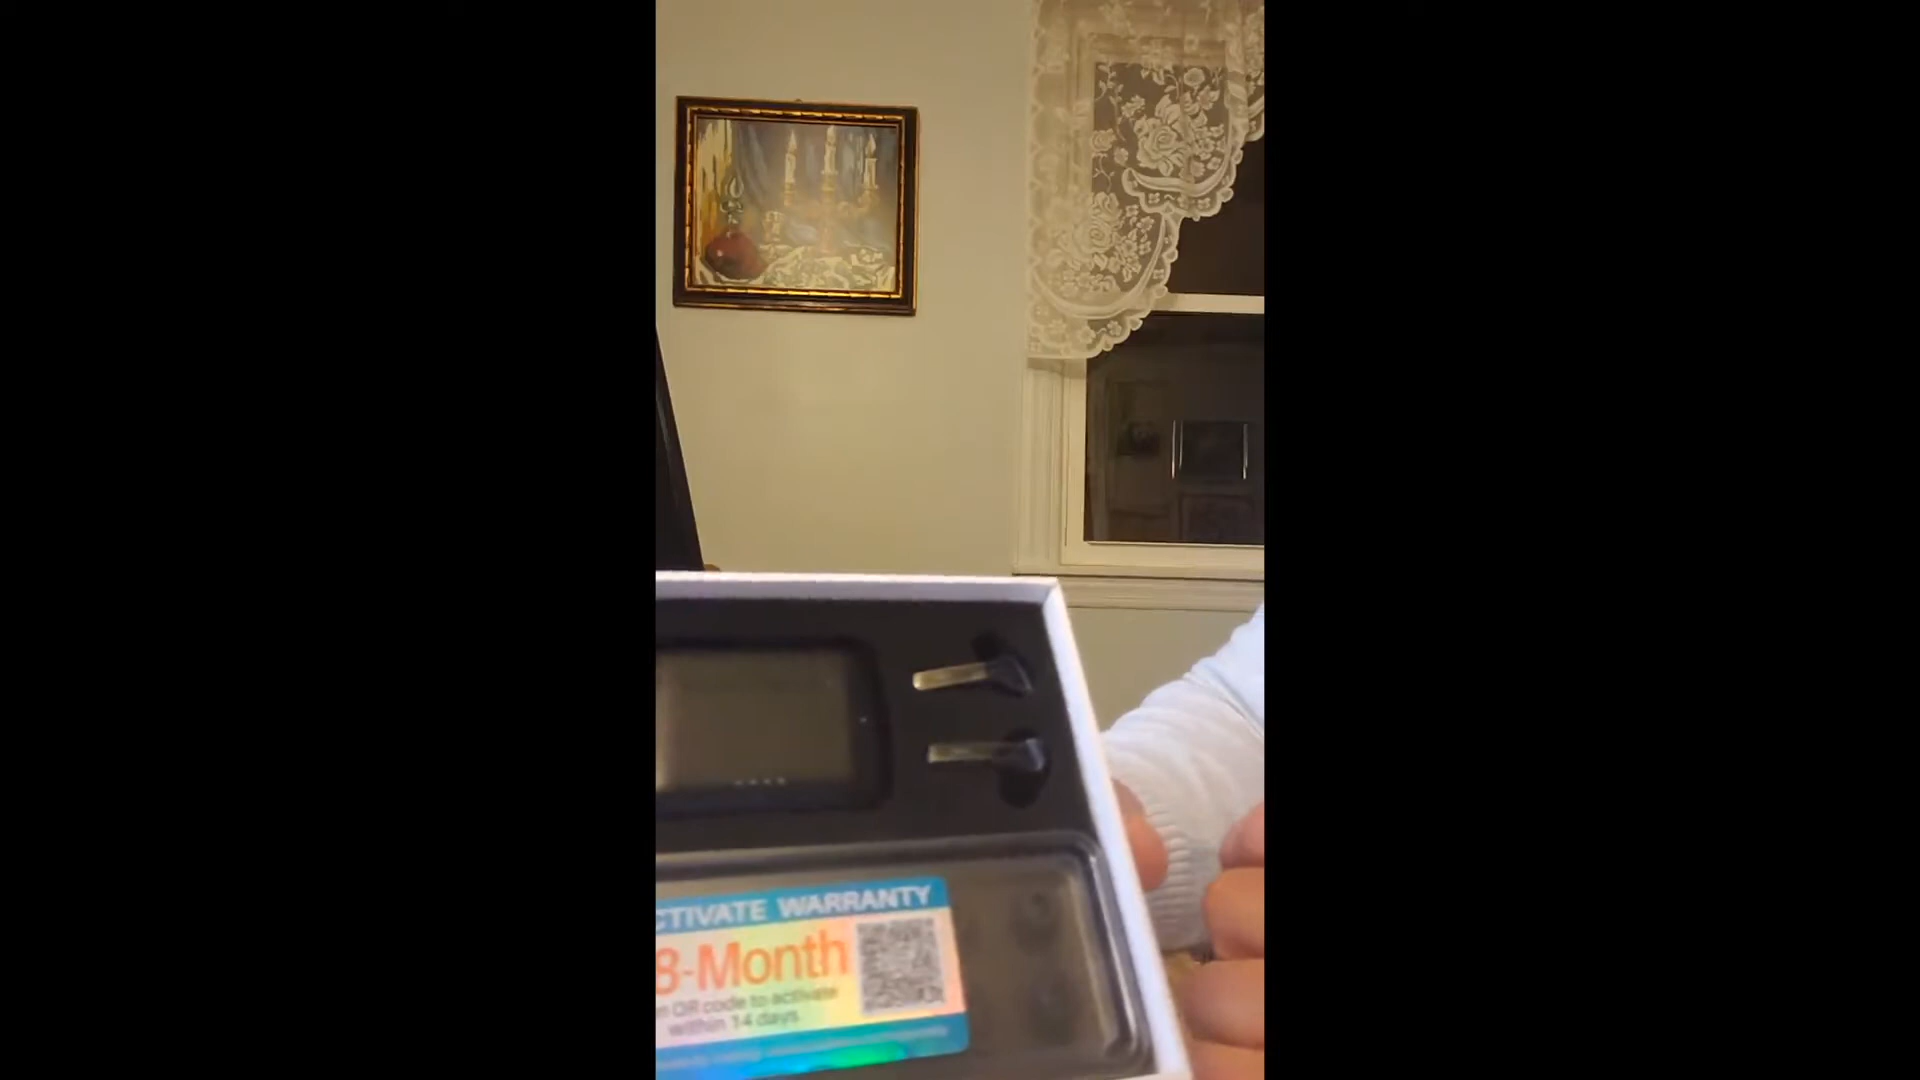 CTIVATE WARRANTY
8-Month
n QR code to activate
within 14 days.